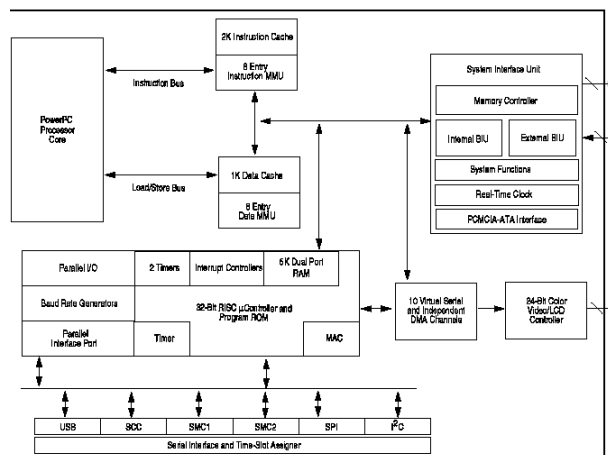 2K Instruction Cache
8 Entry
Instruction MMU
Instruction Bus
PowerPC
Processor
Core
1K Data Cache
8 Entry
Data MMU
Load/Store Bus
System Interface Unit
Memory Controller
Internal BIU
External BIU
System Functions
Real-Time Clock
PCMCIA-ATA Interface
Parallel I/O
2 Timers
Interrupt Controllers
5K Dual Port
RAM
Baud Rate Generators
32-Bit RISC µController and
Program ROM
Parallel
Interface Port
Timer
MAC
10 Virtual Serial
and Independent
DMA Channels
24-Bit Color
Video/LCD
Controller
USB
SCC
SMC1
SMC2
SPI
I²C
Serial Interface and Time-Slot Assigner